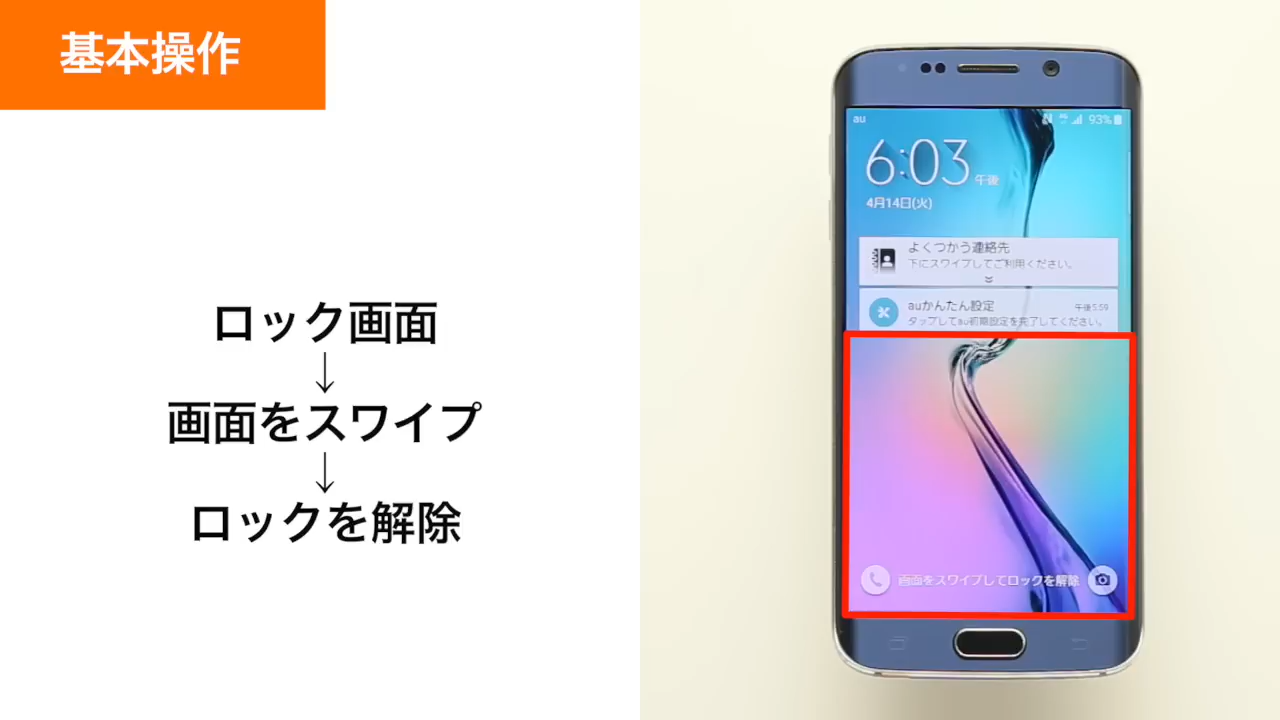 基本操作
ロック画面
↓
画面をスワイプ
↓
ロックを解除
au
93%
6:03 午後
4月14日(火)
よくつかう連絡先
下にスワイプしてご利用ください。
auかんたん設定 午後5:59
タップしてau初期設定を完了してください。
画面をスワイプしてロックを解除